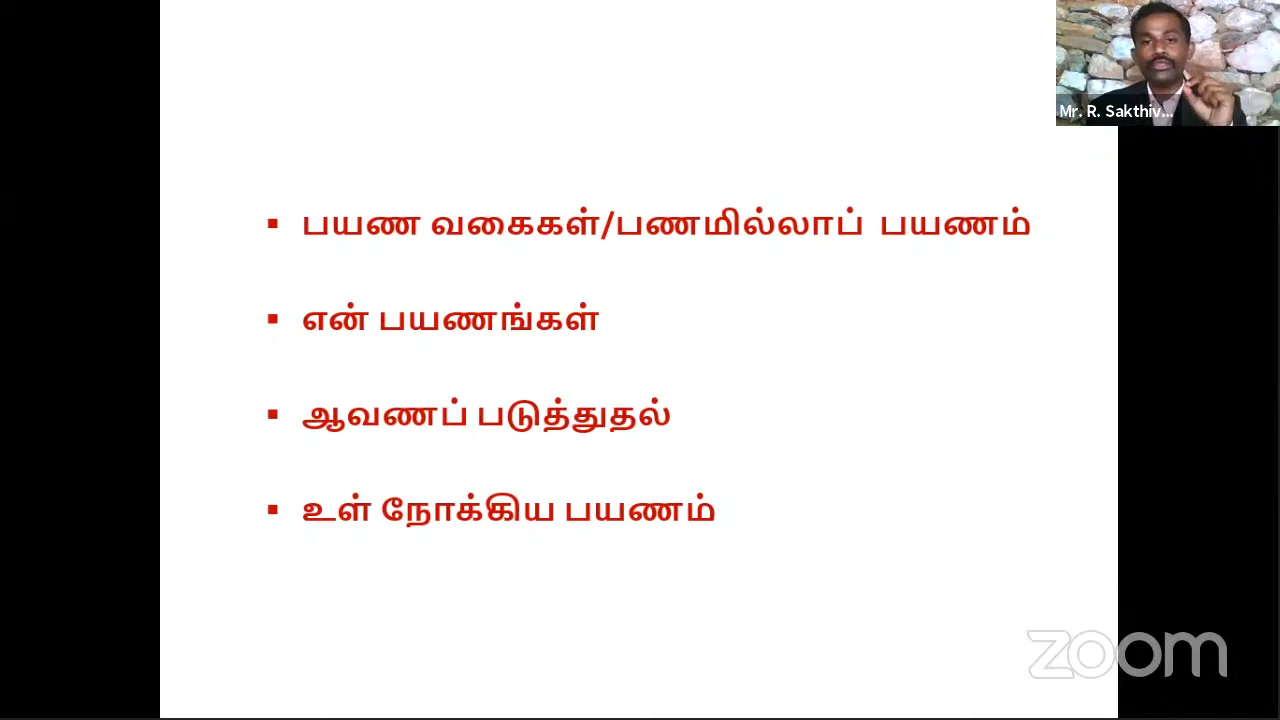 Mr. R. Sakthiv...
▪ பயண வகைகள்/பணமில்லாப் பயணம்
▪ என் பயணங்கள்
▪ ஆவணப் படுத்துதல்
▪ உள் நோக்கிய பயணம்
zoom